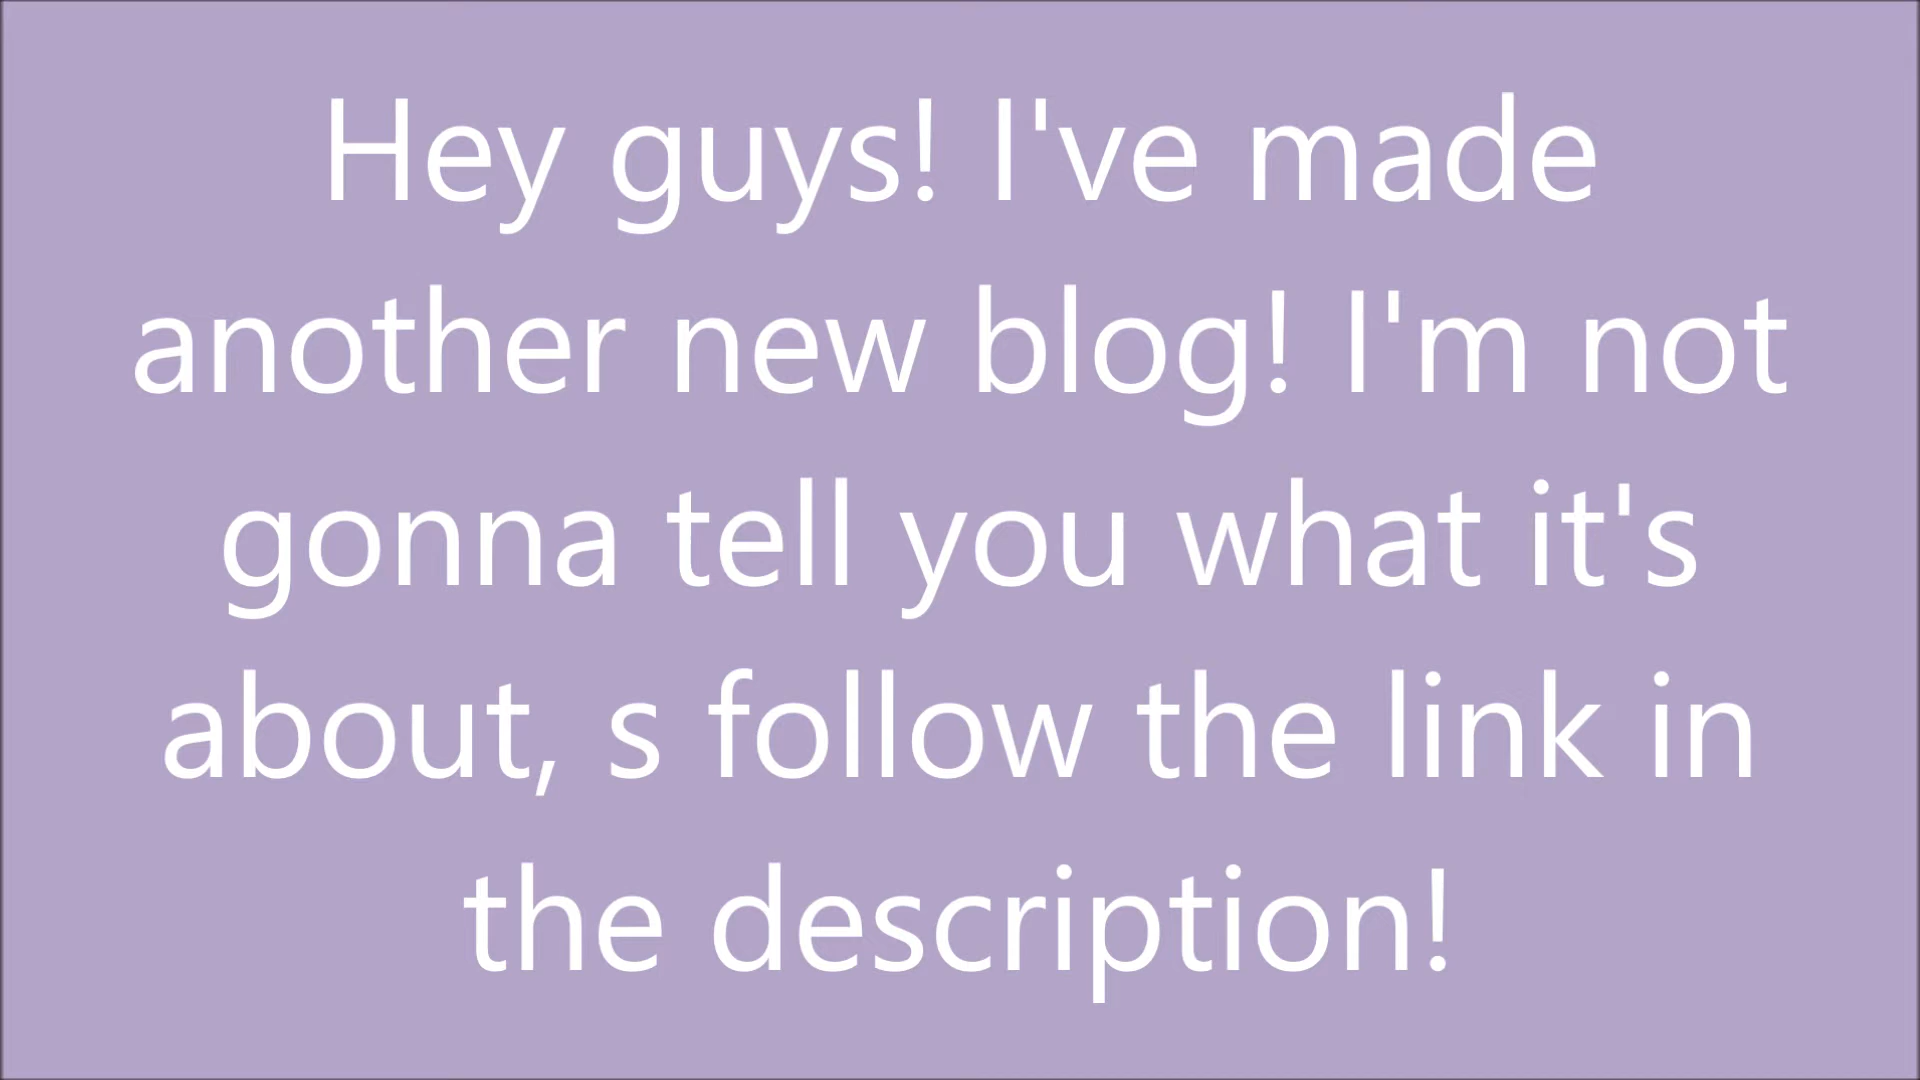 Hey guys! I've made
another new blog! I'm not
gonna tell you what it's
about, s follow the link in
the description!